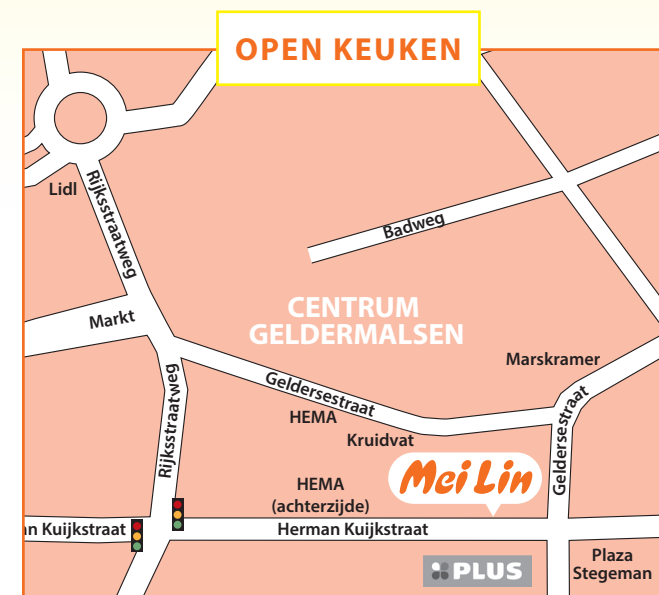 OPEN KEUKEN
Lidl
Rijksstraatweg
Badweg
Markt
CENTRUM
GELDERMALSEN
Marskramer
Geldersestraat
HEMA
Kruidvat
Rijksstraatweg
Geldersestraat
Mei Lin
HEMA
(achterzijde)
n Kuijkstraat
Herman Kuijkstraat
PLUS
Plaza
Stegeman